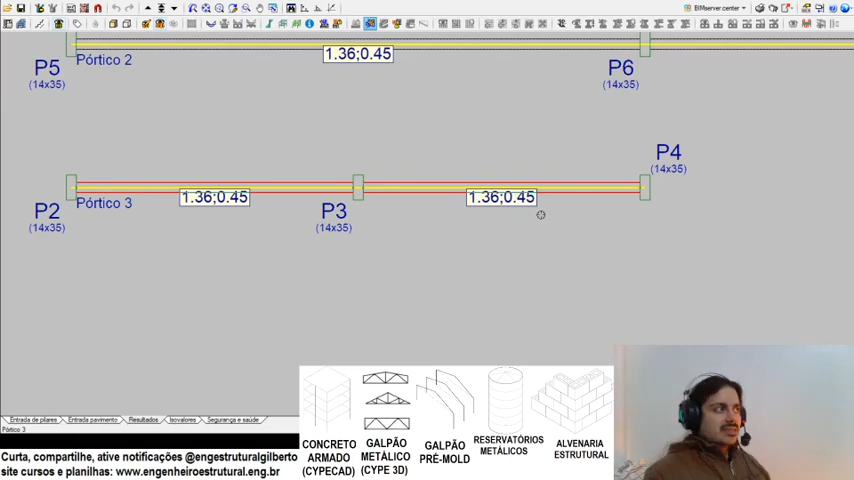 BIMserver.center
P5
(14x35)
Pórtico 2
1.36;0.45
P6
(14x35)
P4
(14x35)
1.36;0.45
1.36;0.45
P2
(14x35)
Pórtico 3
P3
(14x35)
Entrada de pilares
Entrada pavimento
Resultados
Isovalores
Segurança e saúde
Pórtico 3
CONCRETO
ARMADO
(CYPECAD)
GALPÃO
METÁLICO
(CYPE 3D)
GALPÃO
PRÉ-MOLD
RESERVATÓRIOS
METÁLICOS
ALVENARIA
ESTRUTURAL
Curta, compartilhe, ative notificações @engestruturalgilberto
site cursos e planilhas: www.engenheiroestrutural.eng.br